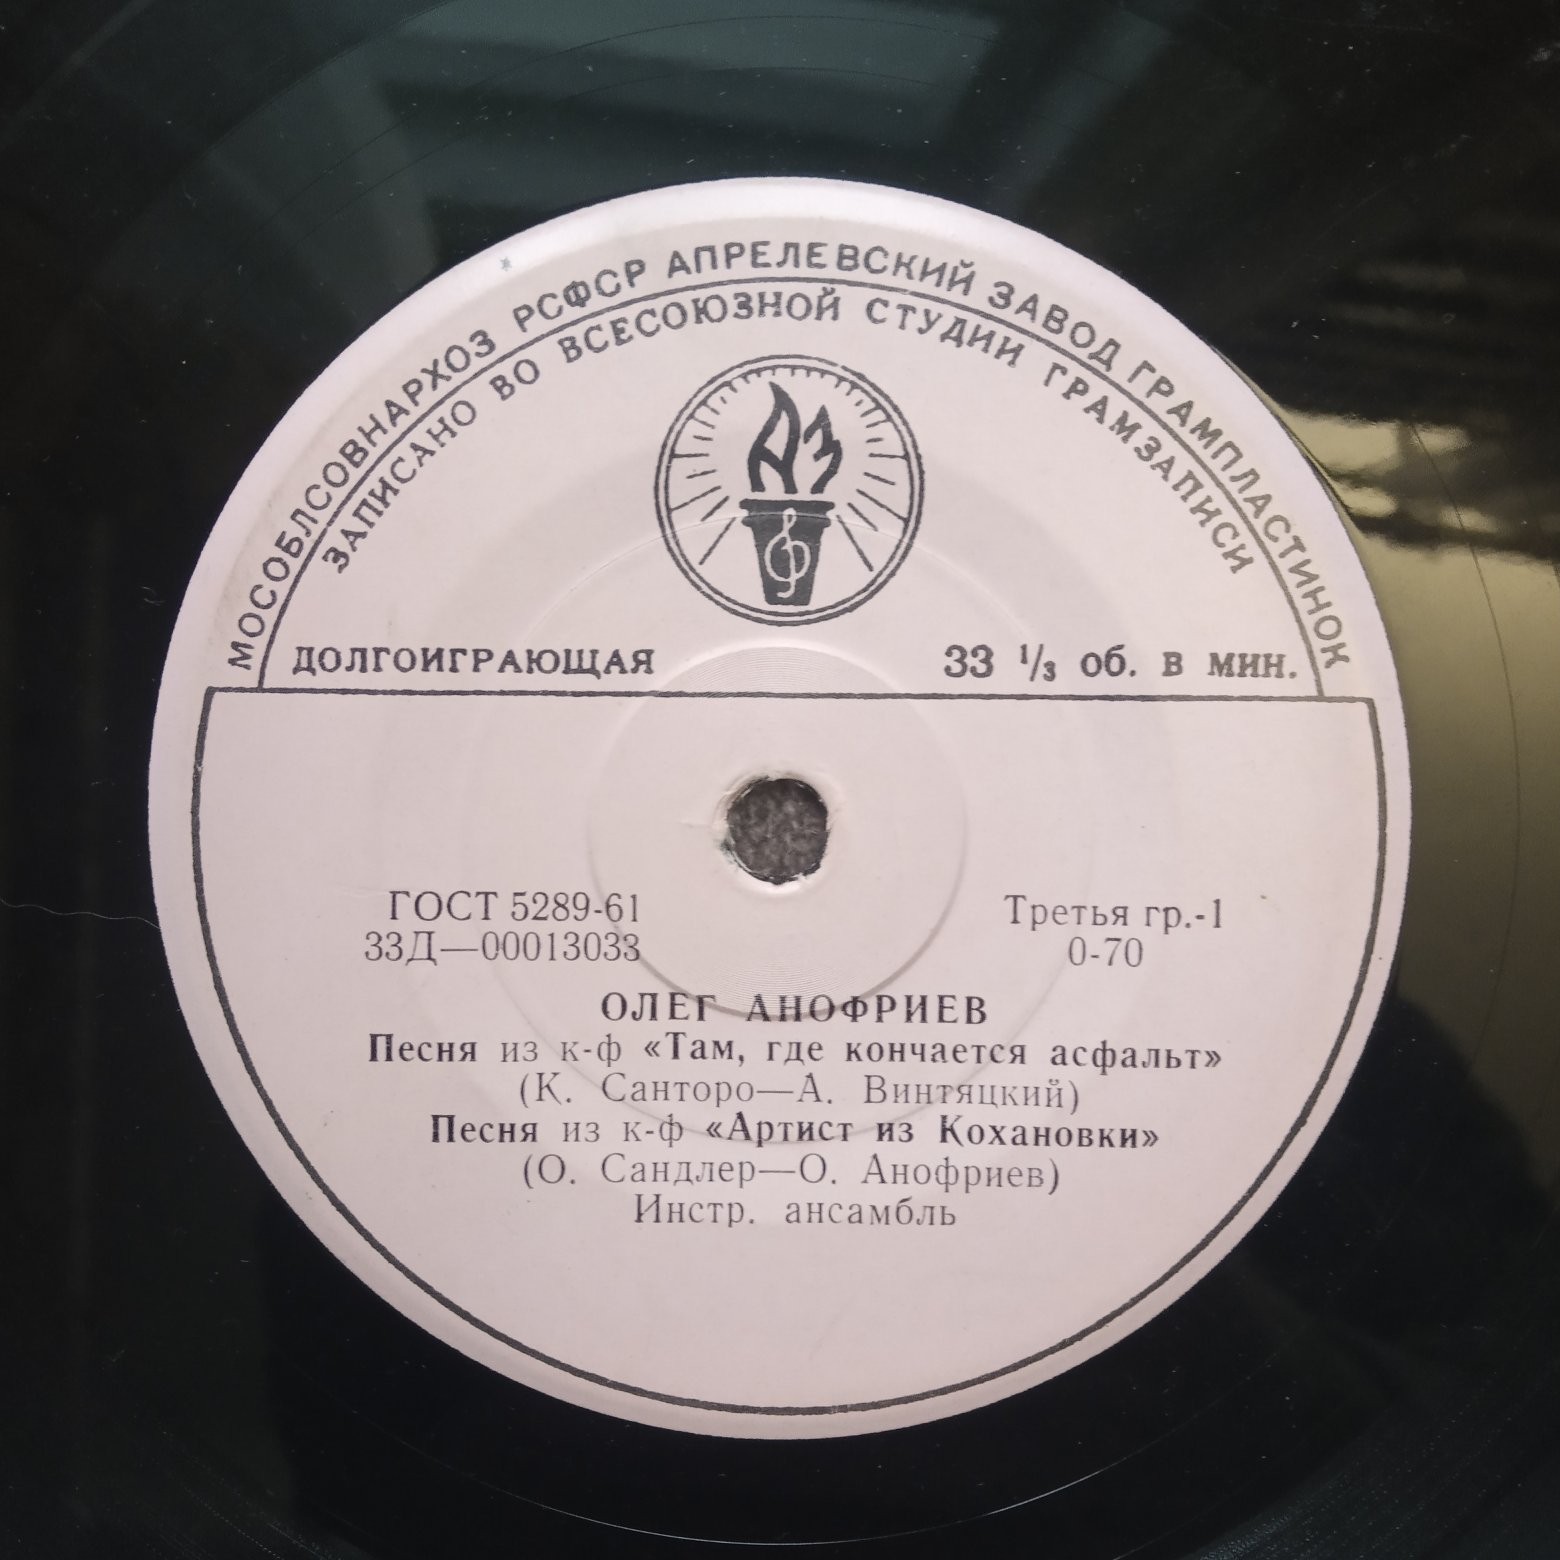 МОСОБЛСОВНАРХОЗ РСФСР АПРЕЛЕВСКИЙ ЗАВОД ГРАМПЛАСТИНОК
ЗАПИСАНО ВО ВСЕСОЮЗНОЙ СТУДИИ ГРАМЗАПИСИ
АЗ
ДОЛГОИГРАЮЩАЯ 33 1/3 об. в мин.
ГОСТ 5289-61 Третья гр.-1
33Д—00013033 0-70
ОЛЕГ АНОФРИЕВ
Песня из к-ф «Там, где кончается асфальт»
(К. Санторо—А. Винтяцкий)
Песня из к-ф «Артист из Кохановки»
(О. Сандлер—О. Анофриев)
Инстр. ансамбль